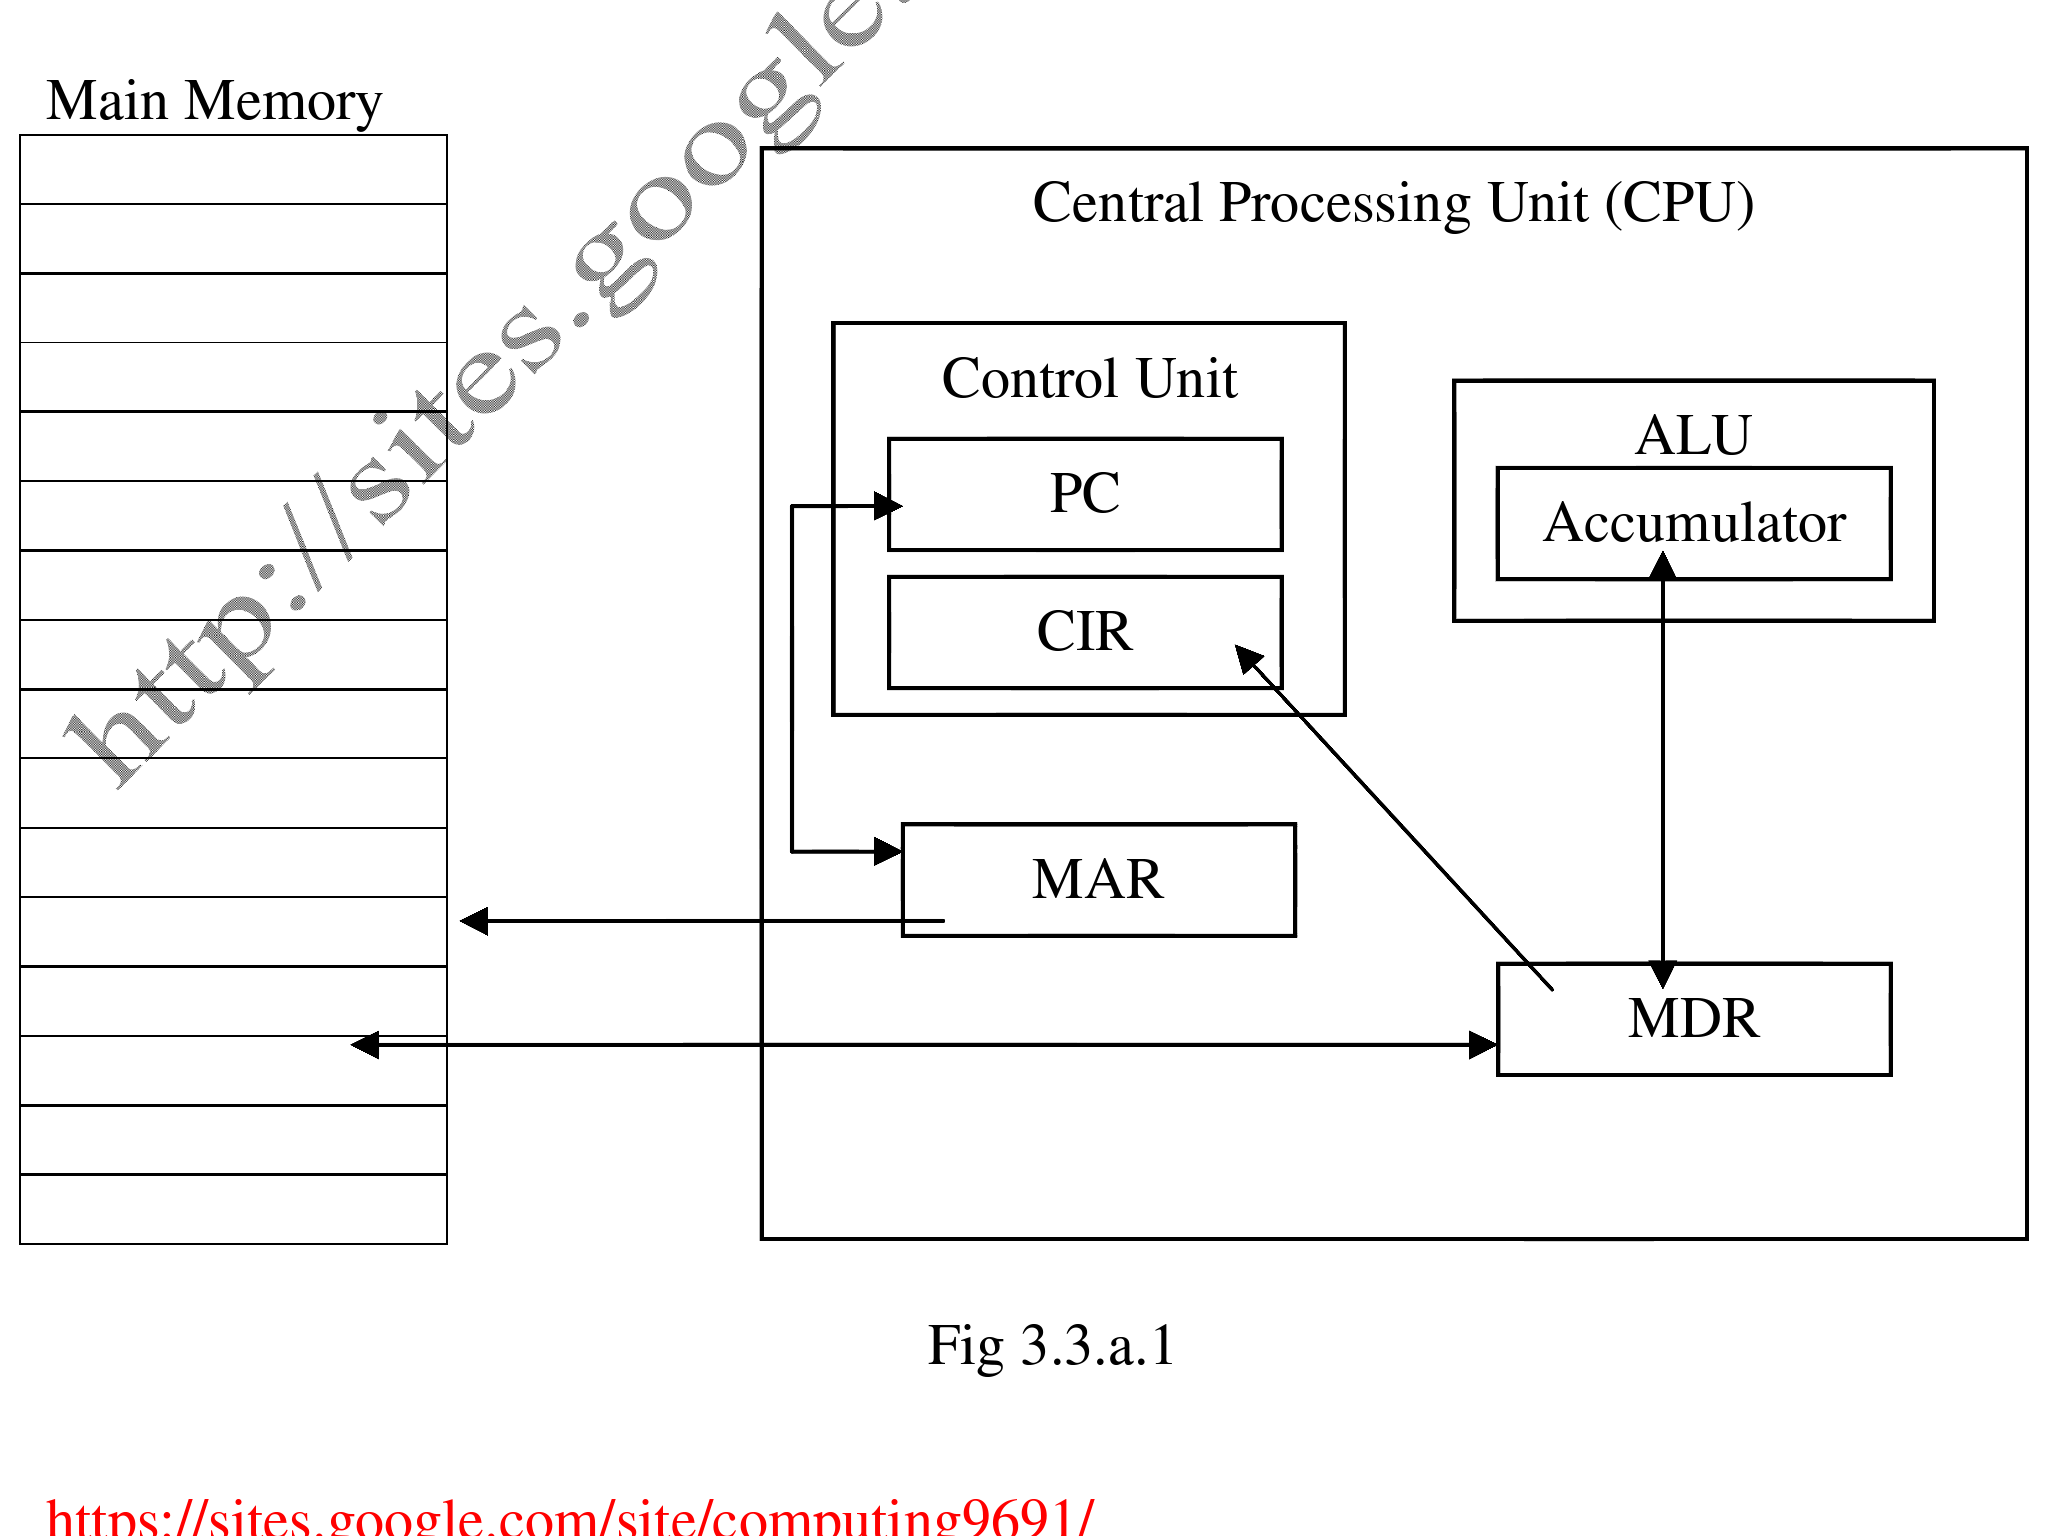 Main Memory
Central Processing Unit (CPU)
Control Unit
PC
CIR
ALU
Accumulator
MAR
MDR
http://sites.google.
Fig 3.3.a.1
https://sites.google.com/site/computing9691/